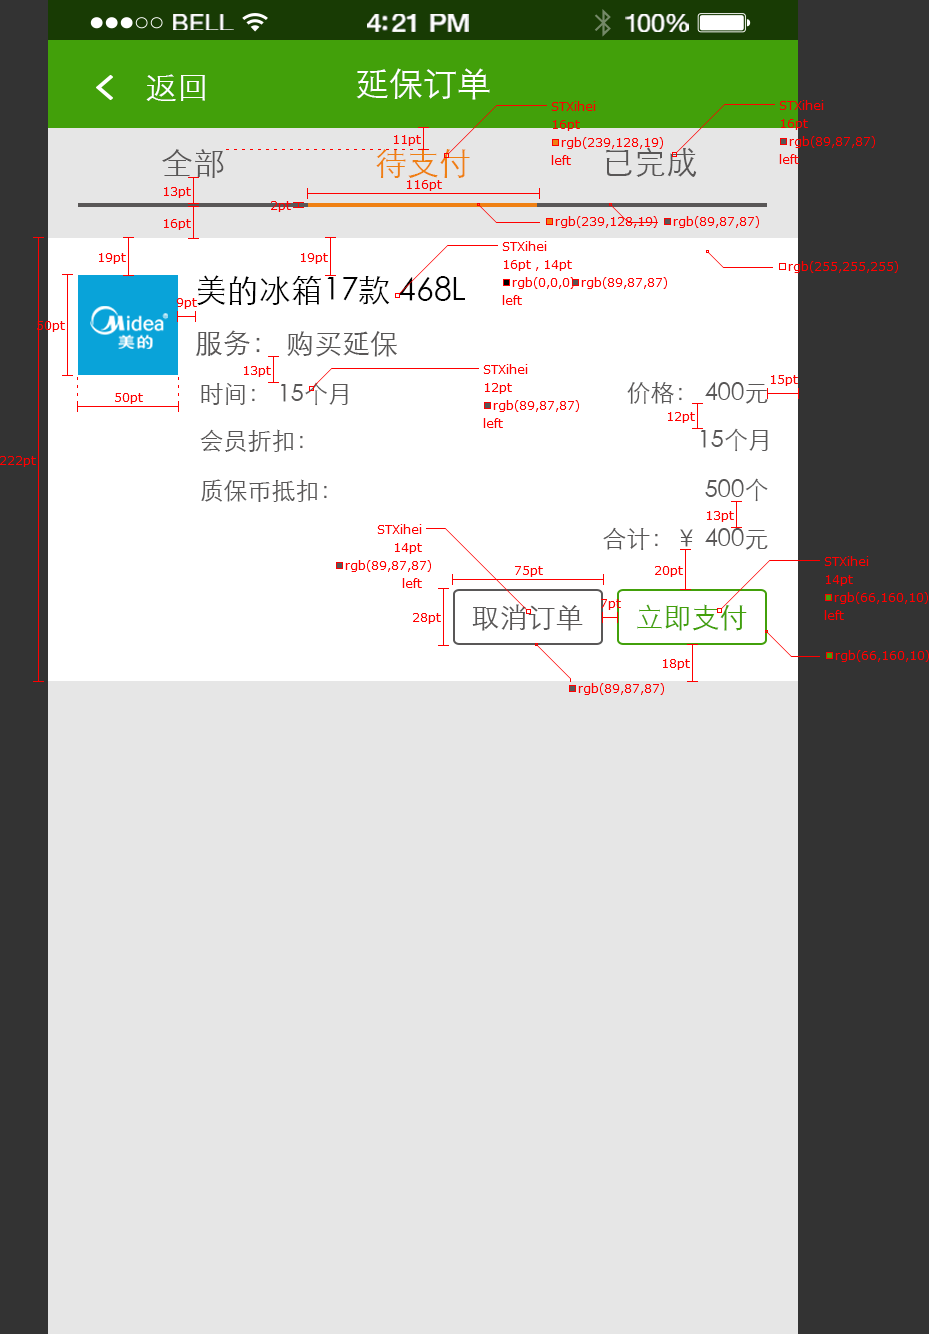 BELL 4:21 PM 100%
返回 延保订单
STXihei STXihei
16pt 16pt
11pt rgb(239,128,19) rgb(89,87,87)
left left
全部 待支付 已完成
13pt 116pt
2pt
16pt rgb(239,128,19) rgb(89,87,87)
19pt 19pt STXihei
16pt , 14pt rgb(255,255,255)
rgb(0,0,0) rgb(89,87,87)
left
美的冰箱17款 468L
9pt
Midea
美的
50pt
服务： 购买延保
13pt STXihei
12pt
rgb(89,87,87)
left
时间： 15个月 价格： 400元 15pt
50pt
12pt
会员折扣： 15个月
222pt
质保币抵扣： 500个
13pt
STXihei
14pt
rgb(89,87,87)
left
合计：￥ 400元
75pt 20pt
STXihei
14pt
rgb(66,160,10)
left
28pt 取消订单 7pt 立即支付
18pt rgb(66,160,10)
rgb(89,87,87)